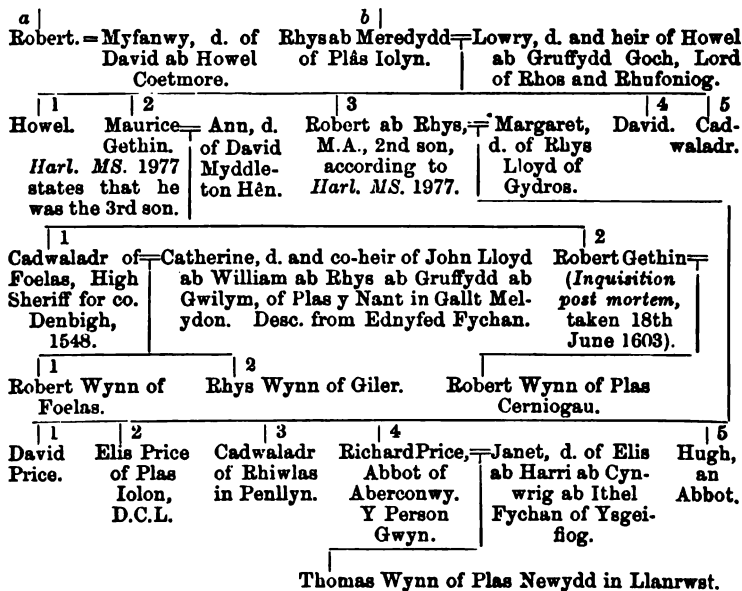 a b
Robert. = Myfanwy, d. of Rhys ab Meredydd = Lowry, d. and heir of Howel
David ab Howel of Plâs Iolyn. ab Gruffydd Goch, Lord
Coetmore. of Rhos and Rhufoniog.
1 2 3 4 5
Howel. Maurice = Ann, d. Robert ab Rhys, = Margaret, David. Cad-
Gethin. of David M.A., 2nd son, d. of Rhys waladr.
Harl. MS. 1977 Myddle- according to Lloyd of
states that he ton Hên. Harl. MS. 1977. Gydros.
was the 3rd son.
1 2
Cadwaladr of = Catherine, d. and co-heir of John Lloyd Robert Gethin =
Foelas, High ab William ab Rhys ab Gruffydd ab (Inquisition
Sheriff for co. Gwilym, of Plas y Nant in Gallt Mel- post mortem,
Denbigh, ydon. Desc. from Ednyfed Fychan. taken 18th
1548. June 1603).
1 2
Robert Wynn of Rhys Wynn of Giler. Robert Wynn of Plas
Foelas. Cerniogau.
1 2 3 4 5
David Elis Price Cadwaladr Richard Price, = Janet, d. of Elis Hugh,
Price. of Plas of Rhiwlas Abbot of ab Harri ab Cyn- an
Iolon, in Penllyn. Aberconwy. wrig ab Ithel Abbot.
D.C.L. Y Person Fychan of Ysgei-
Gwyn. fiog.
Thomas Wynn of Plas Newydd in Llanrwst.